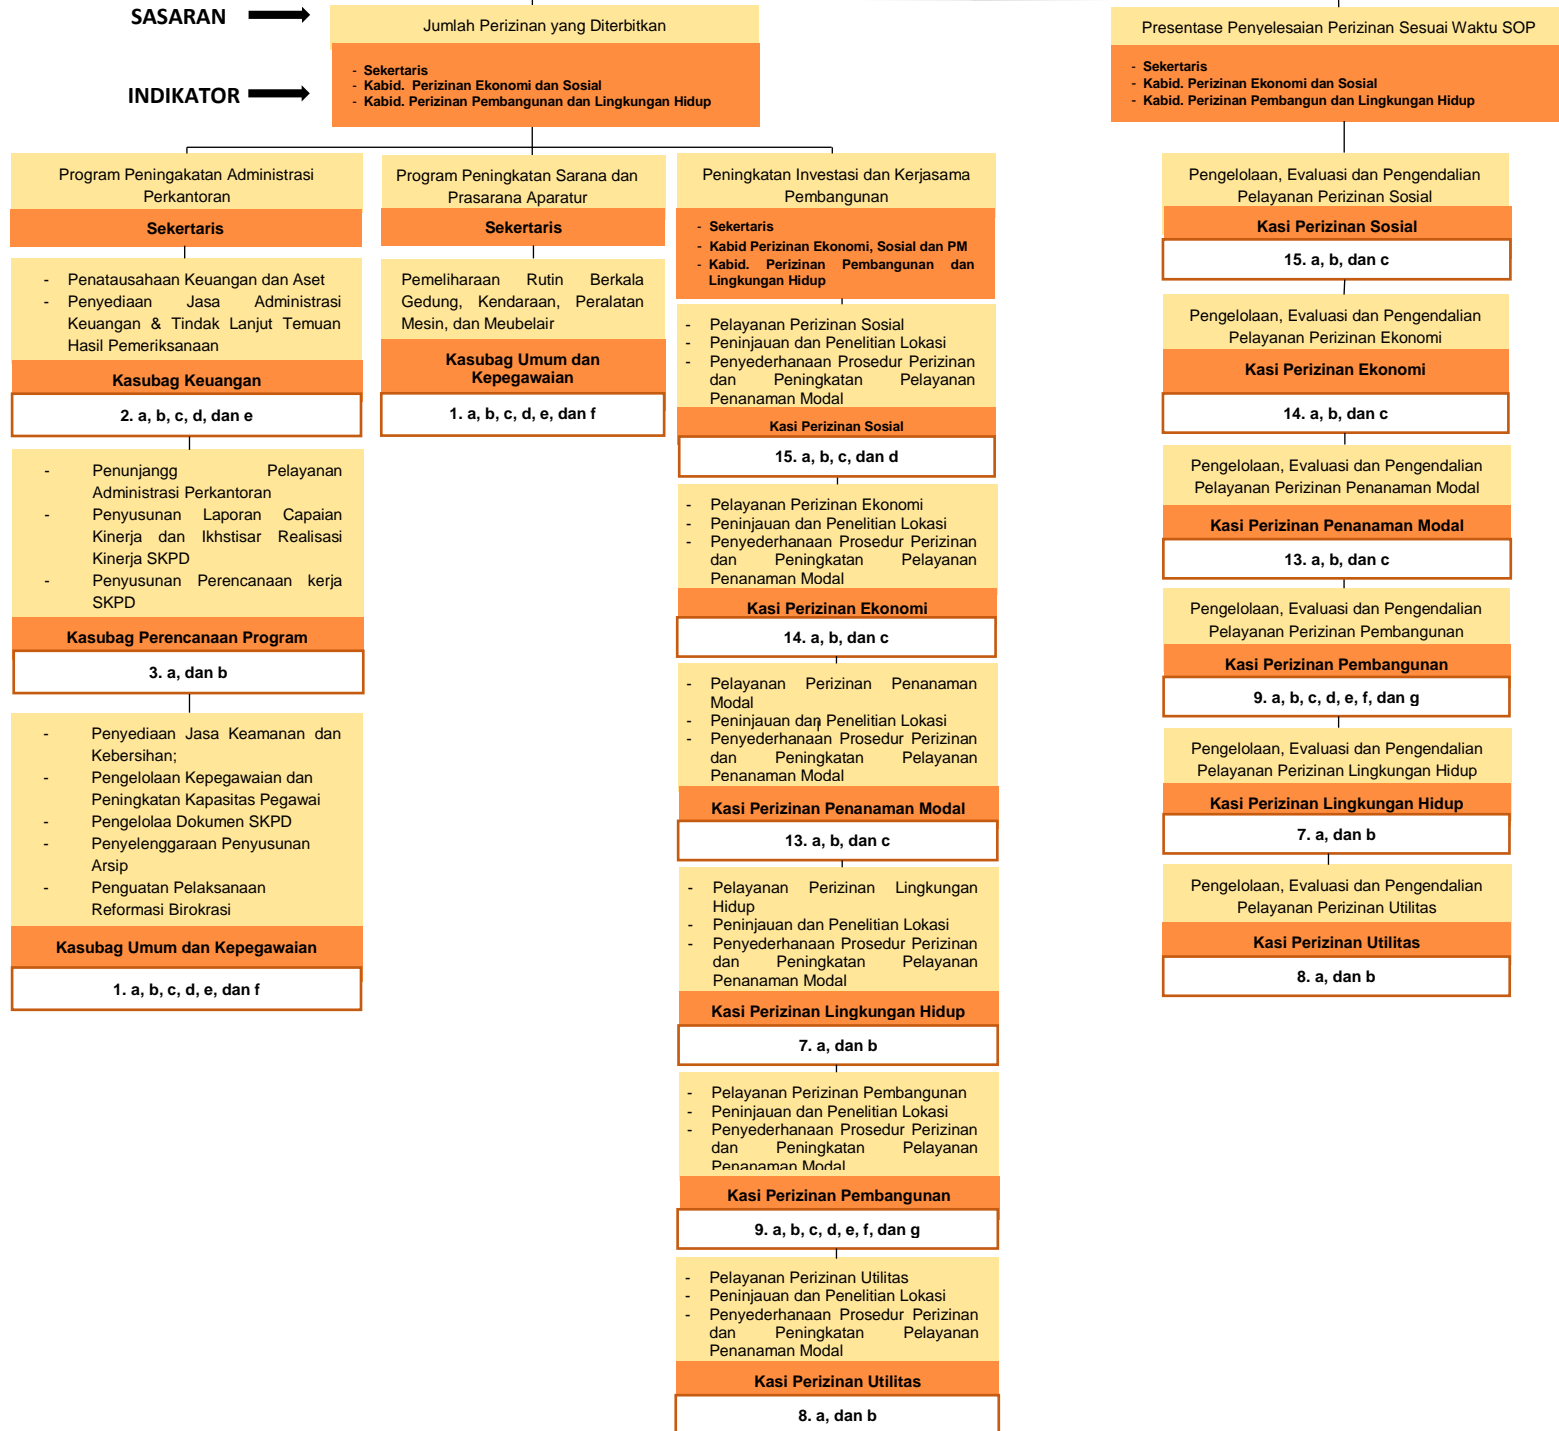 SASARAN
Jumlah Perizinan yang Diterbitkan
INDIKATOR
- Sekertaris
- Kabid. Perizinan Ekonomi dan Sosial
- Kabid. Perizinan Pembangunan dan Lingkungan Hidup
Presentase Penyelesaian Perizinan Sesuai Waktu SOP
- Sekertaris
- Kabid. Perizinan Ekonomi dan Sosial
- Kabid. Perizinan Pembangun dan Lingkungan Hidup
Program Peningakatan Administrasi
Perkantoran
Sekertaris
- Penatausahaan Keuangan dan Aset
- Penyediaan Jasa Administrasi
Keuangan & Tindak Lanjut Temuan
Hasil Pemeriksanaan
Kasubag Keuangan
2. a, b, c, d, dan e
- Penunjangg Pelayanan
Administrasi Perkantoran
- Penyusunan Laporan Capaian
Kinerja dan Ikhstisar Realisasi
Kinerja SKPD
- Penyusunan Perencanaan kerja
SKPD
Kasubag Perencanaan Program
3. a, dan b
- Penyediaan Jasa Keamanan dan
Kebersihan;
- Pengelolaan Kepegawaian dan
Peningkatan Kapasitas Pegawai
- Pengelolaa Dokumen SKPD
- Penyelenggaraan Penyusunan
Arsip
- Penguatan Pelaksanaan
Reformasi Birokrasi
Kasubag Umum dan Kepegawaian
1. a, b, c, d, e, dan f
Program Peningkatan Sarana dan
Prasarana Aparatur
Sekertaris
Pemeliharaan Rutin Berkala
Gedung, Kendaraan, Peralatan
Mesin, dan Meubelair
Kasubag Umum dan
Kepegawaian
1. a, b, c, d, e, dan f
Peningkatan Investasi dan Kerjasama
Pembangunan
- Sekertaris
- Kabid Perizinan Ekonomi, Sosial dan PM
- Kabid. Perizinan Pembangunan dan
Lingkungan Hidup
- Pelayanan Perizinan Sosial
- Peninjauan dan Penelitian Lokasi
- Penyederhanaan Prosedur Perizinan
dan Peningkatan Pelayanan
Penanaman Modal
Kasi Perizinan Sosial
15. a, b, c, dan d
- Pelayanan Perizinan Ekonomi
- Peninjauan dan Penelitian Lokasi
- Penyederhanaan Prosedur Perizinan
dan Peningkatan Pelayanan
Penanaman Modal
Kasi Perizinan Ekonomi
14. a, b, dan c
- Pelayanan Perizinan Penanaman
Modal
- Peninjauan dan Penelitian Lokasi
- Penyederhanaan Prosedur Perizinan
dan Peningkatan Pelayanan
Penanaman Modal
Kasi Perizinan Penanaman Modal
13. a, b, dan c
- Pelayanan Perizinan Lingkungan
Hidup
- Peninjauan dan Penelitian Lokasi
- Penyederhanaan Prosedur Perizinan
dan Peningkatan Pelayanan
Penanaman Modal
Kasi Perizinan Lingkungan Hidup
7. a, dan b
- Pelayanan Perizinan Pembangunan
- Peninjauan dan Penelitian Lokasi
- Penyederhanaan Prosedur Perizinan
dan Peningkatan Pelayanan
Penanaman Modal
Kasi Perizinan Pembangunan
9. a, b, c, d, e, f, dan g
- Pelayanan Perizinan Utilitas
- Peninjauan dan Penelitian Lokasi
- Penyederhanaan Prosedur Perizinan
dan Peningkatan Pelayanan
Penanaman Modal
Kasi Perizinan Utilitas
8. a, dan b
Pengelolaan, Evaluasi dan Pengendalian
Pelayanan Perizinan Sosial
Kasi Perizinan Sosial
15. a, b, dan c
Pengelolaan, Evaluasi dan Pengendalian
Pelayanan Perizinan Ekonomi
Kasi Perizinan Ekonomi
14. a, b, dan c
Pengelolaan, Evaluasi dan Pengendalian
Pelayanan Perizinan Penanaman Modal
Kasi Perizinan Penanaman Modal
13. a, b, dan c
Pengelolaan, Evaluasi dan Pengendalian
Pelayanan Perizinan Pembangunan
Kasi Perizinan Pembangunan
9. a, b, c, d, e, f, dan g
Pengelolaan, Evaluasi dan Pengendalian
Pelayanan Perizinan Lingkungan Hidup
Kasi Perizinan Lingkungan Hidup
7. a, dan b
Pengelolaan, Evaluasi dan Pengendalian
Pelayanan Perizinan Utilitas
Kasi Perizinan Utilitas
8. a, dan b